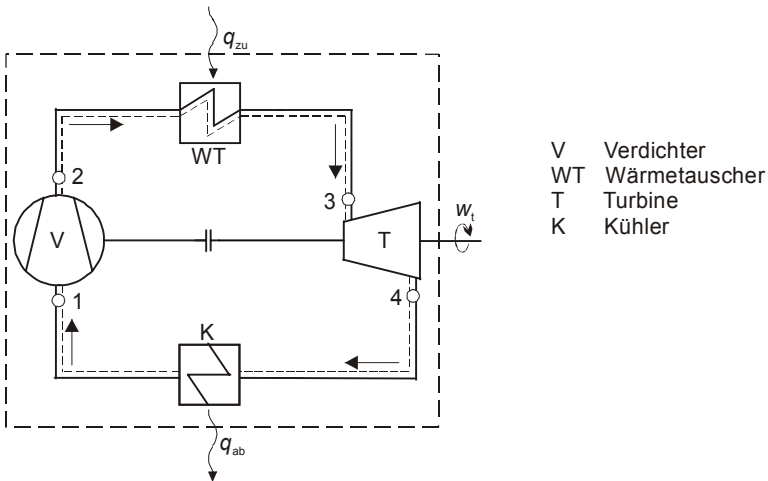 q_zu
WT
2
3
V
T
w_t
1
4
K
q_ab
V Verdichter
WT Wärmetauscher
T Turbine
K Kühler